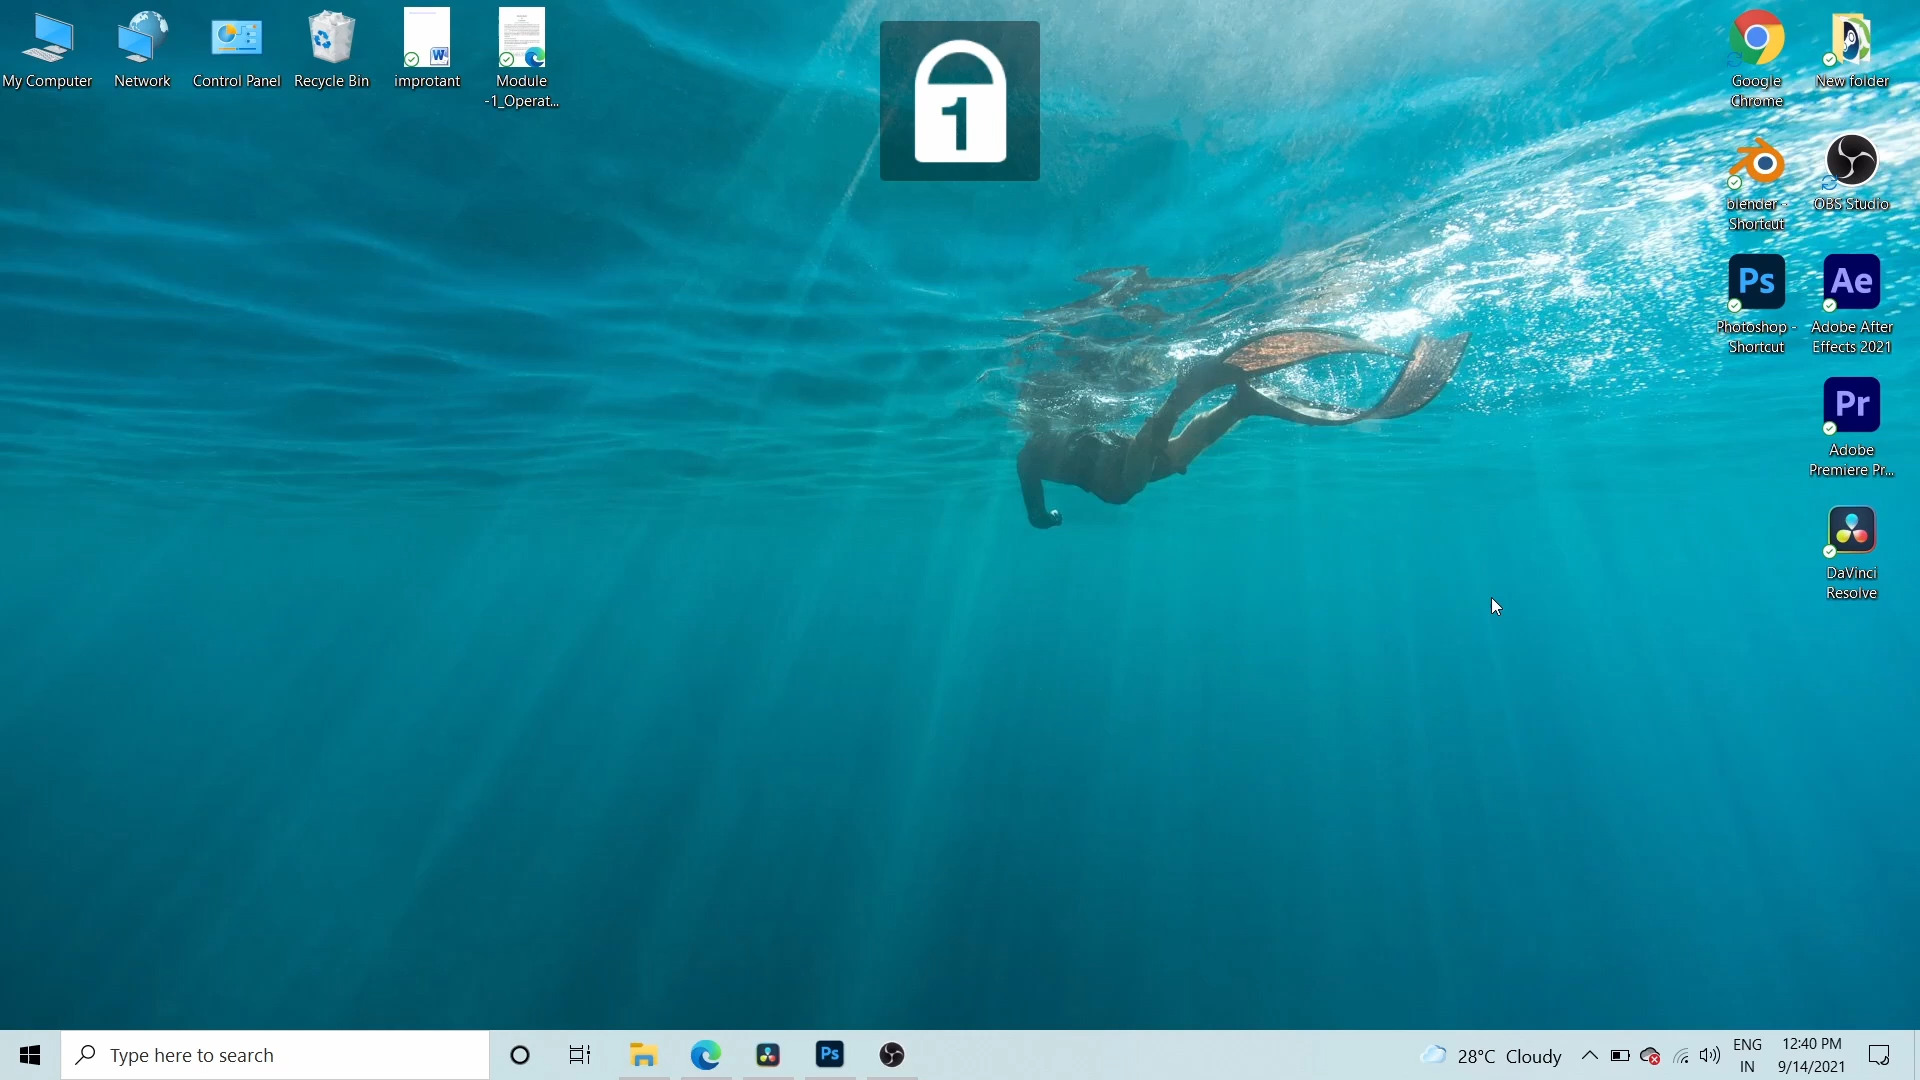 My Computer
Network
Control Panel
Recycle Bin
improtant
Module
-1_Operat...
1
Google
Chrome
New folder
blender -
Shortcut
OBS Studio
Ps
Photoshop -
Shortcut
Ae
Adobe After
Effects 2021
Pr
Adobe
Premiere Pr...
DaVinci
Resolve
Type here to search
Ps
28°C Cloudy
ENG
IN
12:40 PM
9/14/2021